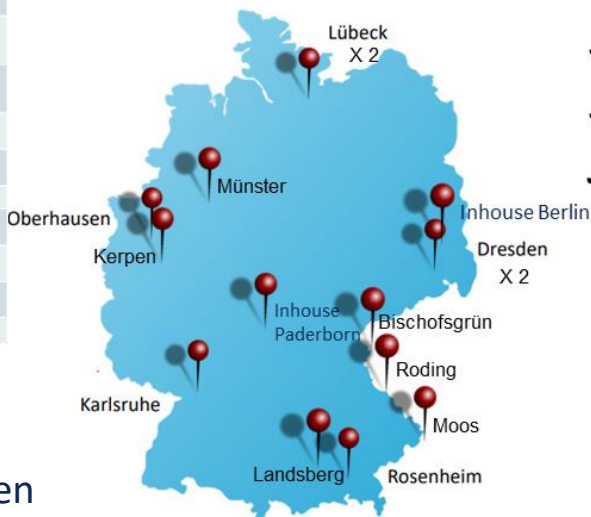 Lübeck
X 2
Münster
Oberhausen
Inhouse Berlin
Kerpen
Dresden
X 2
Inhouse
Paderborn
Bischofsgrün
Roding
Karlsruhe
Moos
Landsberg
Rosenheim
en